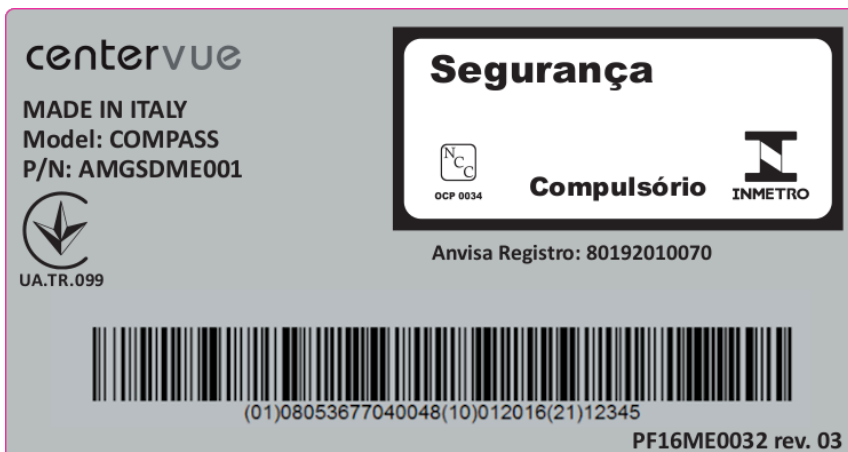 centervue
MADE IN ITALY
Model: COMPASS
P/N: AMGSDME001
UA.TR.099
Segurança
NCC
OCP 0034
Compulsório
INMETRO
Anvisa Registro: 80192010070
(01)08053677040048(10)012016(21)12345
PF16ME0032 rev. 03